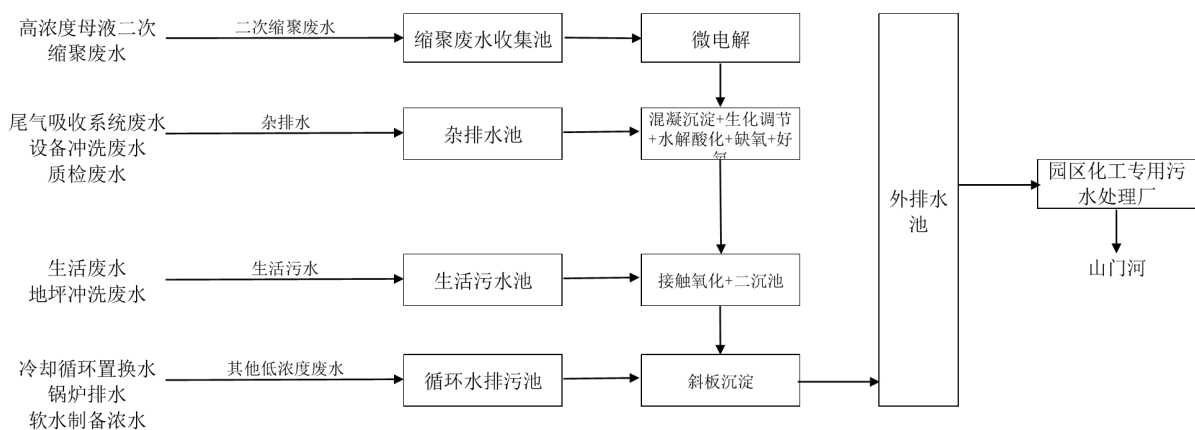 高浓度母液二次
缩聚废水
二次缩聚废水
缩聚废水收集池
微电解
尾气吸收系统废水
设备冲洗废水
质检废水
杂排水
杂排水池
混凝沉淀+生化调节
+水解酸化+缺氧+好
氧
生活废水
地坪冲洗废水
生活污水
生活污水池
接触氧化+二沉池
冷却循环置换水
锅炉排水
软水制备浓水
其他低浓度废水
循环水排污池
斜板沉淀
外排水
池
园区化工专用污
水处理厂
山门河